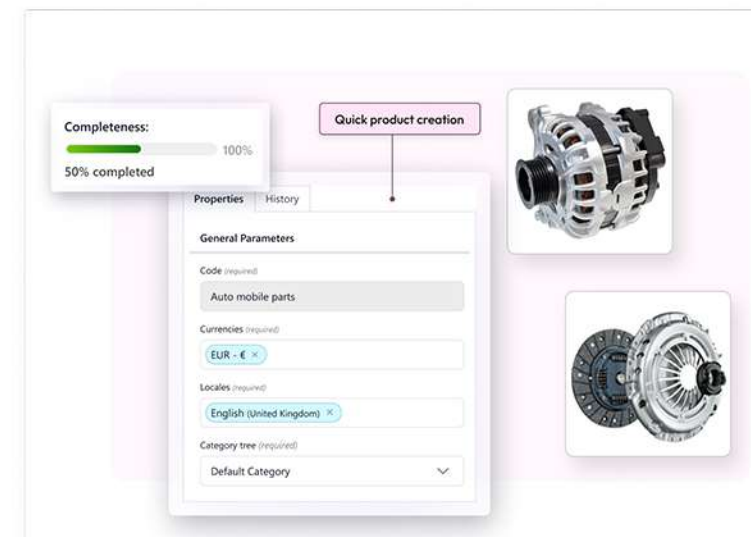 Completeness:
100%
50% completed
Quick product creation
Properties
History
General Parameters
Code (required)
Auto mobile parts
Currencies (required)
EUR - € ×
Locales (required)
English (United Kingdom) ×
Category tree (required)
Default Category